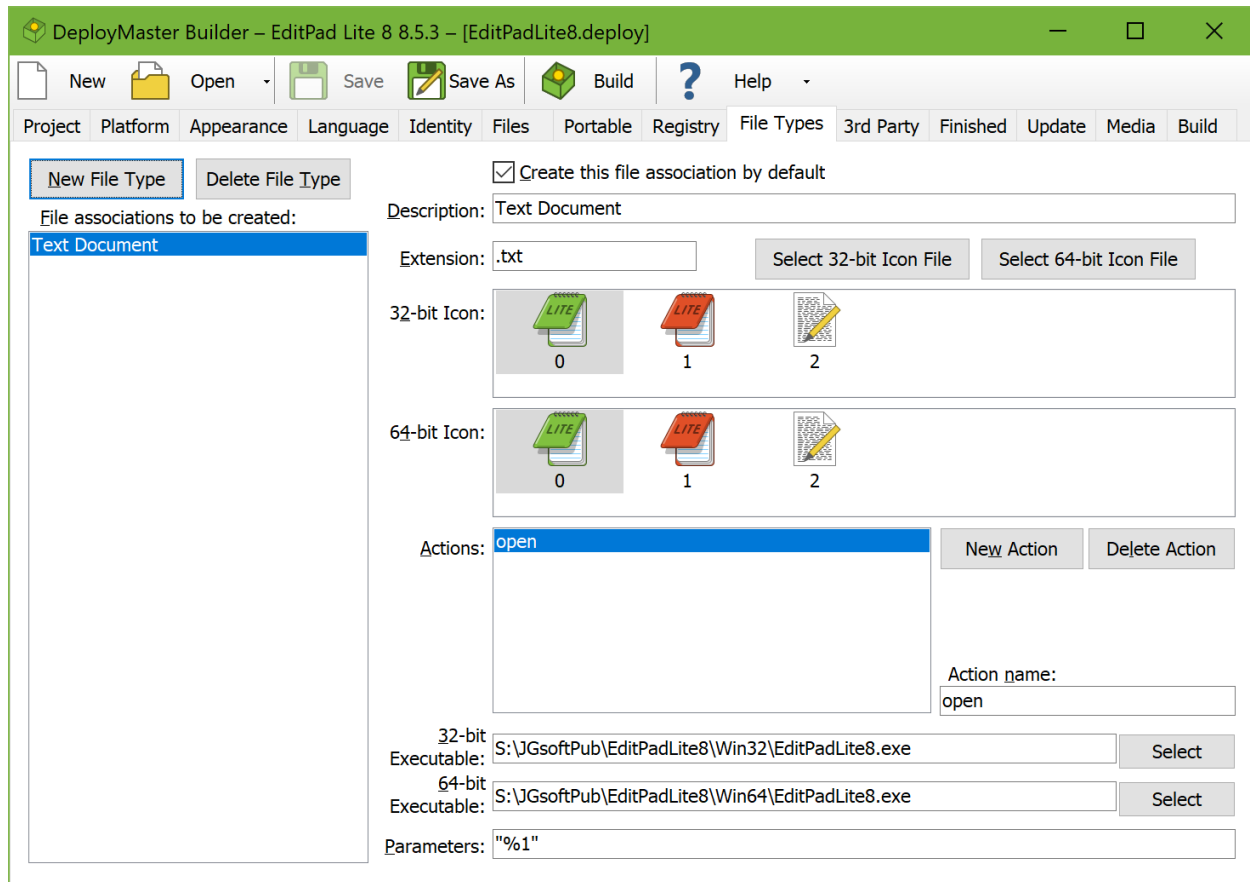 DeployMaster Builder – EditPad Lite 8 8.5.3 – [EditPadLite8.deploy]
New Open Save Save As Build Help
Project Platform Appearance Language Identity Files Portable Registry File Types 3rd Party Finished Update Media Build
New File Type Delete File Type
File associations to be created:
Text Document
Create this file association by default
Description: Text Document
Extension: .txt Select 32-bit Icon File Select 64-bit Icon File
32-bit Icon:
LITE LITE
0 1 2
64-bit Icon:
LITE LITE
0 1 2
Actions: open New Action Delete Action
Action name:
open
32-bit
Executable: S:\JGsoftPub\EditPadLite8\Win32\EditPadLite8.exe Select
64-bit
Executable: S:\JGsoftPub\EditPadLite8\Win64\EditPadLite8.exe Select
Parameters: "%1"